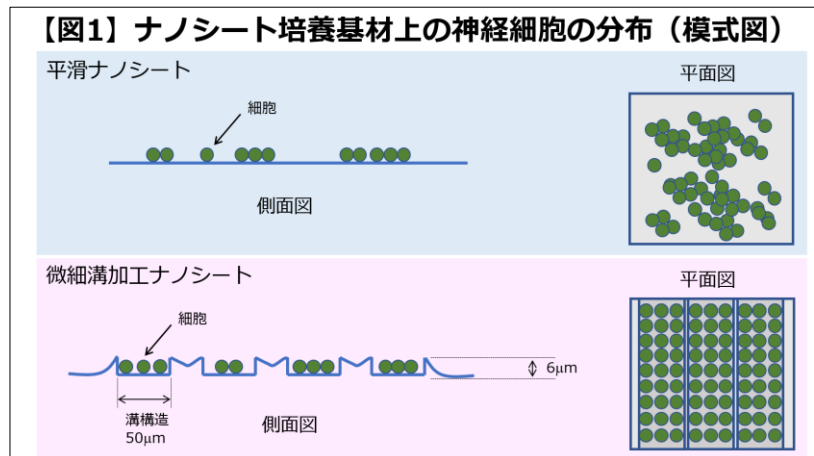 【図1】ナノシート培養基材上の神経細胞の分布（模式図）
平滑ナノシート
平面図
細胞
側面図
微細溝加工ナノシート
平面図
細胞
6μm
溝構造
50μm
側面図